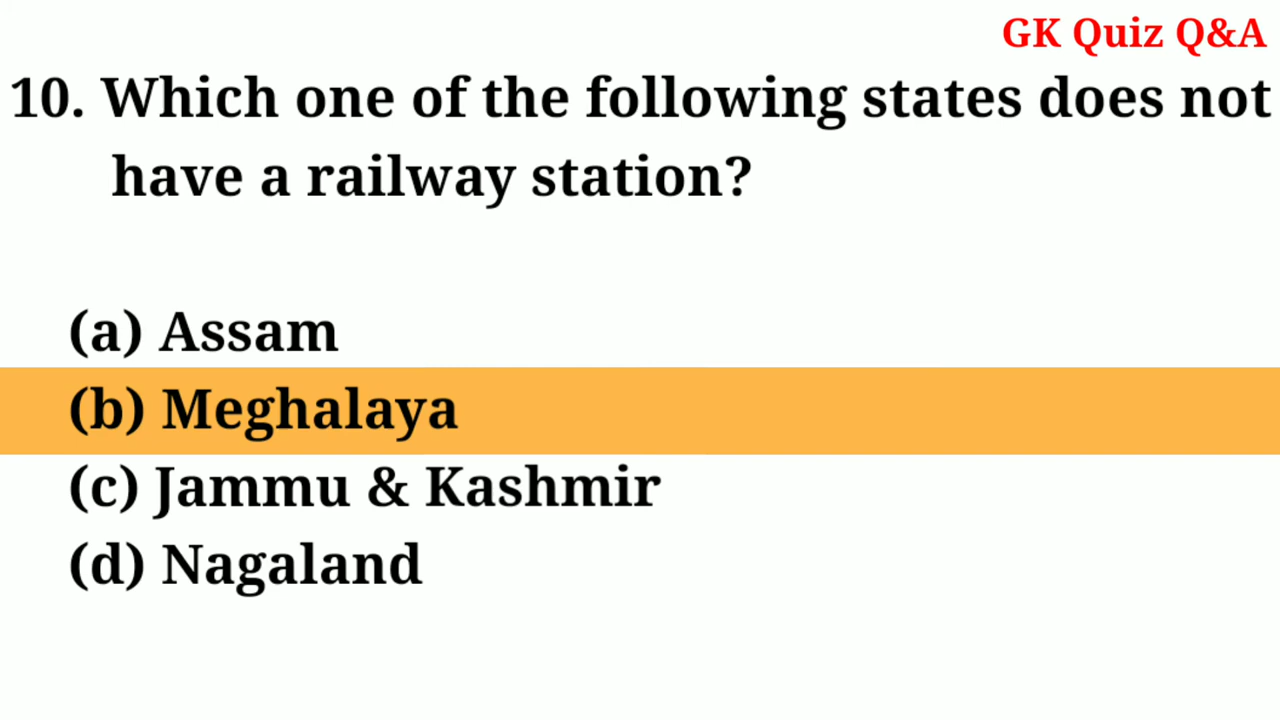 GK Quiz Q&A
10. Which one of the following states does not
have a railway station?
(a) Assam
(b) Meghalaya
(c) Jammu & Kashmir
(d) Nagaland